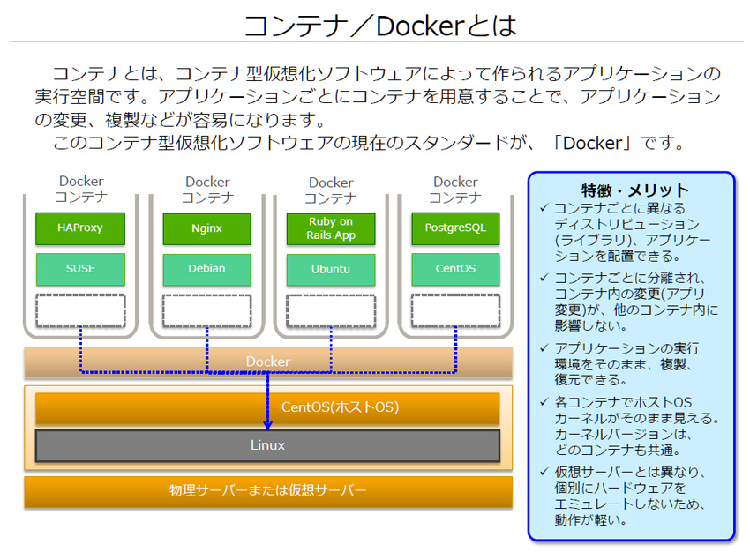 コンテナ／Dockerとは
コンテナとは、コンテナ型仮想化ソフトウェアによって作られるアプリケーションの
実行空間です。アプリケーションごとにコンテナを用意することで、アプリケーション
の変更、複製などが容易になります。
このコンテナ型仮想化ソフトウェアの現在のスタンダードが、「Docker」です。
Docker
コンテナ
HAProxy
SUSE
Docker
コンテナ
Nginx
Debian
Docker
コンテナ
Ruby on
Rails App
Ubuntu
Docker
コンテナ
PostgreSQL
CentOS
Docker
CentOS(ホストOS)
Linux
物理サーバーまたは仮想サーバー
特徴・メリット
✓ コンテナごとに異なる
ディストリビューション
(ライブラリ)、アプリケー
ションを配置できる。
✓ コンテナごとに分離され、
コンテナ内の変更(アプリ
変更)が、他のコンテナ内に
影響しない。
✓ アプリケーションの実行
環境をそのまま、複製、
復元できる。
✓ 各コンテナでホストOS
カーネルがそのまま見える。
カーネルバージョンは、
どのコンテナも共通。
✓ 仮想サーバーとは異なり、
個別にハードウェアを
エミュレートしないため、
動作が軽い。